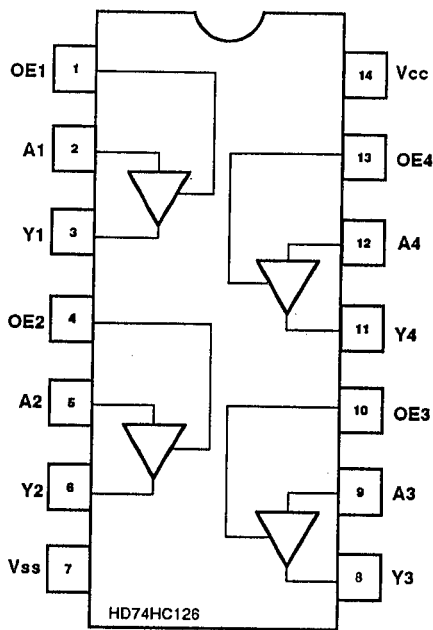 OE1 1
14 Vcc
A1 2
13 OE4
Y1 3
12 A4
OE2 4
11 Y4
A2 5
10 OE3
Y2 6
9 A3
Vss 7
8 Y3
HD74HC126